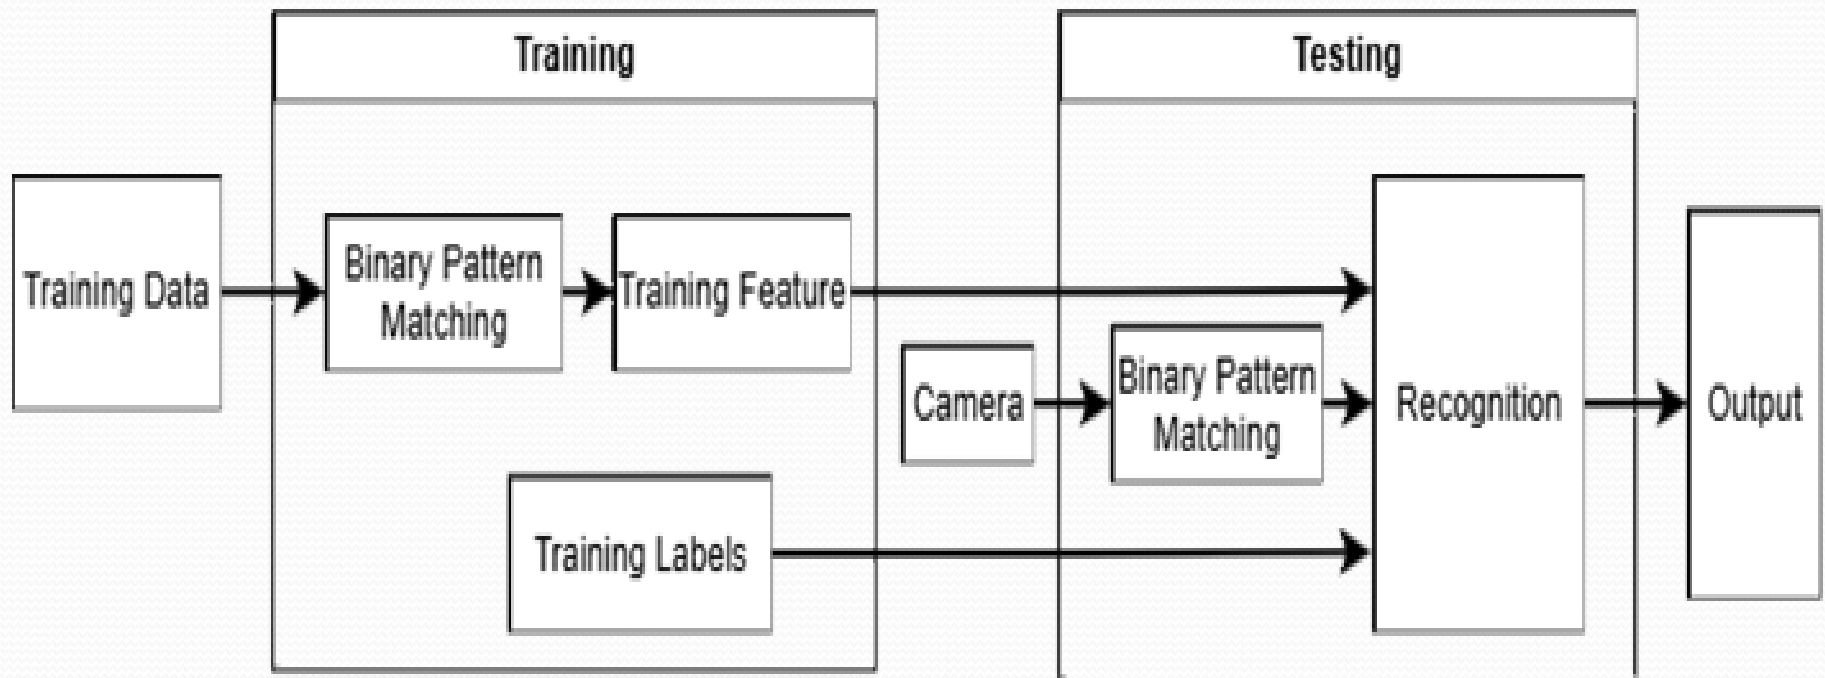 Training
Testing
Training Data
Binary Pattern
Matching
Training Feature
Camera
Binary Pattern
Matching
Recognition
Output
Training Labels